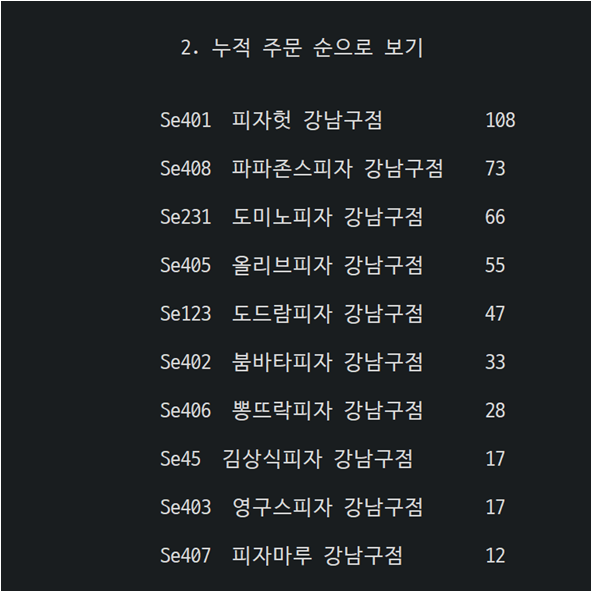 2. 누적 주문 순으로 보기
Se401 피자헛 강남구점 108
Se408 파파존스피자 강남구점 73
Se231 도미노피자 강남구점 66
Se405 올리브피자 강남구점 55
Se123 도드람피자 강남구점 47
Se402 붐바타피자 강남구점 33
Se406 뽕뜨락피자 강남구점 28
Se45 김상식피자 강남구점 17
Se403 영구스피자 강남구점 17
Se407 피자마루 강남구점 12